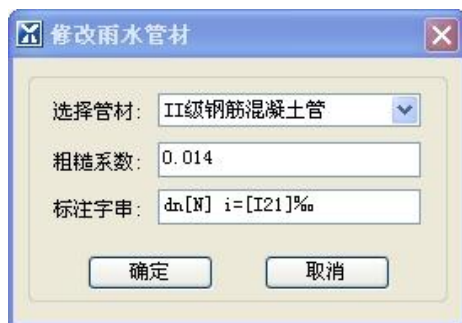 修改雨水管材
选择管材: II级钢筋混凝土管
粗糙系数: 0.014
标注字串: dn[N] i=[I21]‰
确定 取消